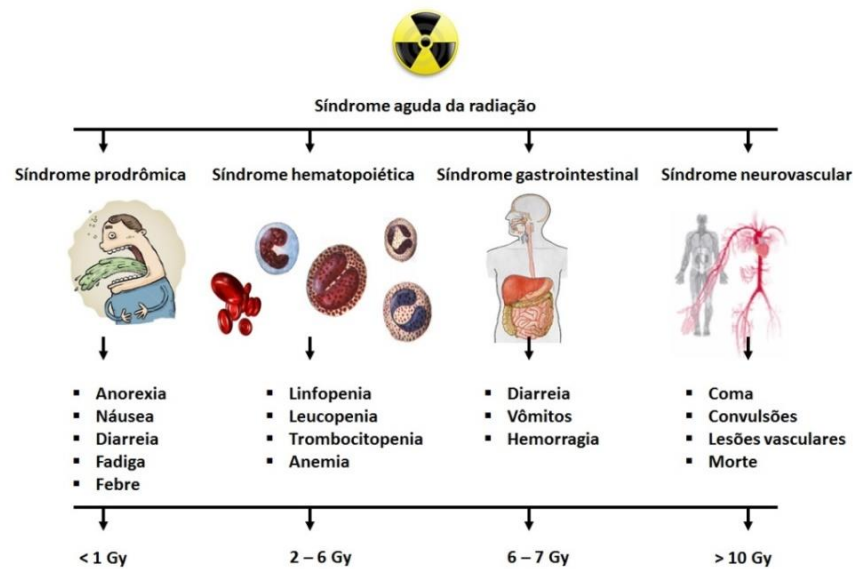 Síndrome aguda da radiação
Síndrome prodrômica
Síndrome hematopoiética
Síndrome gastrointestinal
Síndrome neurovascular
▪ Anorexia
▪ Náusea
▪ Diarreia
▪ Fadiga
▪ Febre
▪ Linfopenia
▪ Leucopenia
▪ Trombocitopenia
▪ Anemia
▪ Diarreia
▪ Vômitos
▪ Hemorragia
▪ Coma
▪ Convulsões
▪ Lesões vasculares
▪ Morte
< 1 Gy
2 – 6 Gy
6 – 7 Gy
> 10 Gy